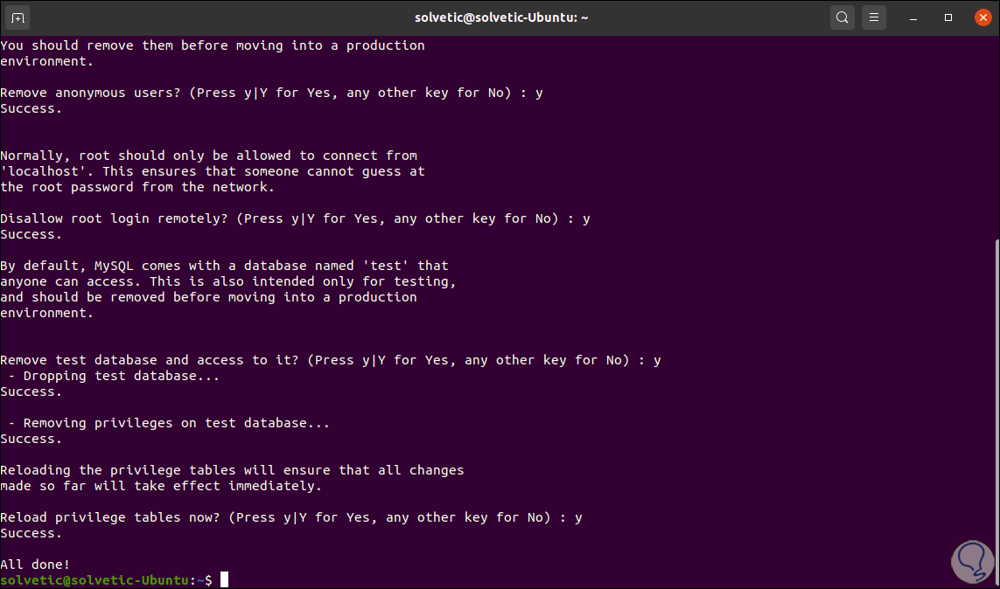 solvetic@solvetic-Ubuntu: ~
You should remove them before moving into a production
environment.
Remove anonymous users? (Press y|Y for Yes, any other key for No) : y
Success.
Normally, root should only be allowed to connect from
'localhost'. This ensures that someone cannot guess at
the root password from the network.
Disallow root login remotely? (Press y|Y for Yes, any other key for No) : y
Success.
By default, MySQL comes with a database named 'test' that
anyone can access. This is also intended only for testing,
and should be removed before moving into a production
environment.
Remove test database and access to it? (Press y|Y for Yes, any other key for No) : y
 - Dropping test database...
Success.
 - Removing privileges on test database...
Success.
Reloading the privilege tables will ensure that all changes
made so far will take effect immediately.
Reload privilege tables now? (Press y|Y for Yes, any other key for No) : y
Success.
All done!
solvetic@solvetic-Ubuntu:~$